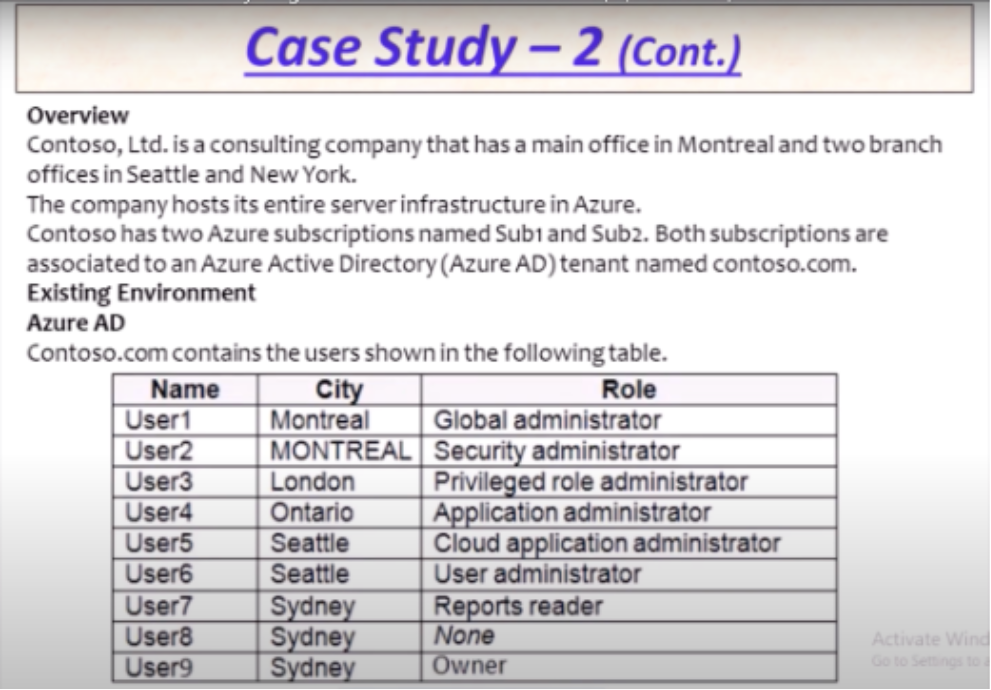 Case Study – 2 (Cont.)
Overview
Contoso, Ltd. is a consulting company that has a main office in Montreal and two branch
offices in Seattle and New York.
The company hosts its entire server infrastructure in Azure.
Contoso has two Azure subscriptions named Sub1 and Sub2. Both subscriptions are
associated to an Azure Active Directory (Azure AD) tenant named contoso.com.
Existing Environment
Azure AD
Contoso.com contains the users shown in the following table.
Name City Role
User1 Montreal Global administrator
User2 MONTREAL Security administrator
User3 London Privileged role administrator
User4 Ontario Application administrator
User5 Seattle Cloud application administrator
User6 Seattle User administrator
User7 Sydney Reports reader
User8 Sydney None
User9 Sydney Owner
Activate Wind
Go to Settings to a